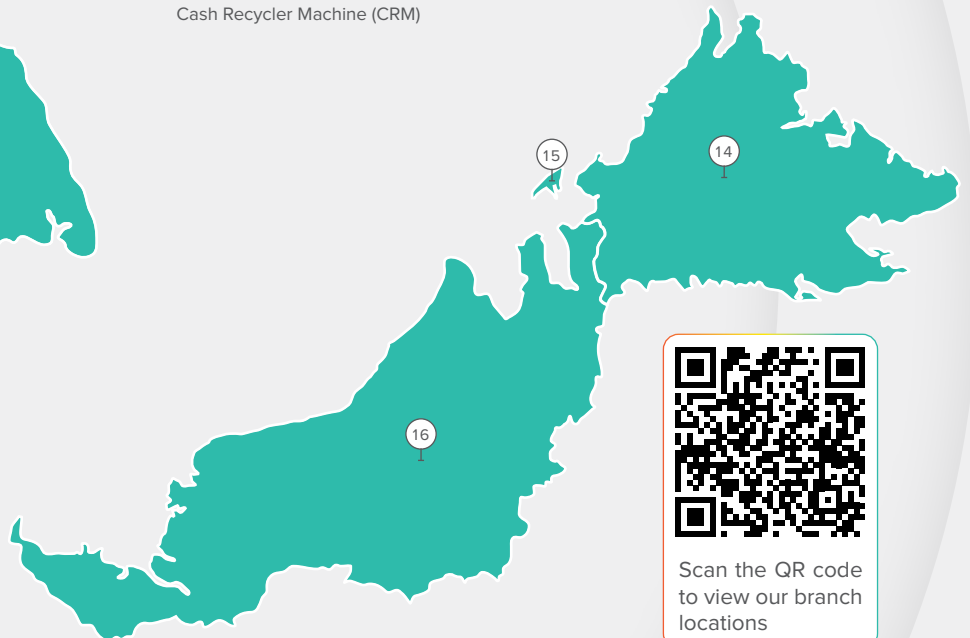 Cash Recycler Machine (CRM)
15
14
16
Scan the QR code
to view our branch
locations